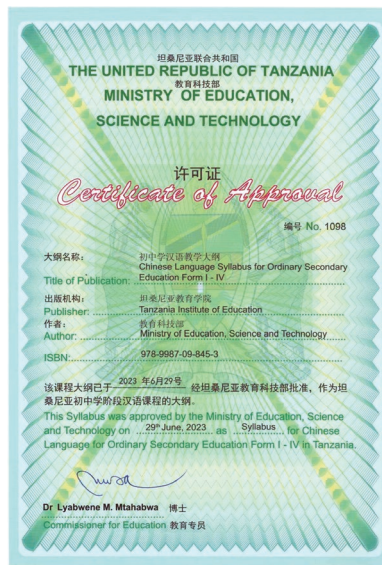 坦桑尼亚联合共和国
THE UNITED REPUBLIC OF TANZANIA
教育科技部
MINISTRY OF EDUCATION,
SCIENCE AND TECHNOLOGY
许可证
Certificate of Approval
编号 No. 1098
大纲名称: 初中学汉语教学大纲
Chinese Language Syllabus for Ordinary Secondary
Title of Publication: Education Form I - IV
出版机构: 坦桑尼亚教育学院
Publisher: Tanzania Institute of Education
作者: 教育科技部
Author: Ministry of Education, Science and Technology
ISBN: 978-9987-09-845-3
该课程大纲已于 2023 年6月29号 经坦桑尼亚教育科技部批准，作为坦
桑尼亚初中学阶段汉语课程的大纲。
This Syllabus was approved by the Ministry of Education, Science
and Technology on 29th June, 2023 as Syllabus for Chinese
Language for Ordinary Secondary Education Form I - IV in Tanzania.
Dr Lyabwene M. Mtahabwa 博士
Commissioner for Education 教育专员